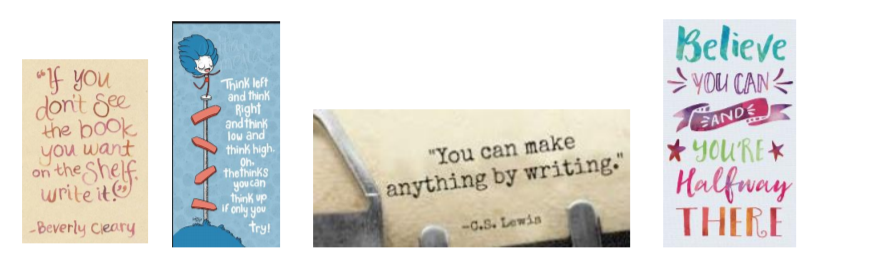 "If you
don't See
the book
you want
on the Shelf,
write it!"
-Beverly Cleary
Think left
and think
Right
and think
low and
think high.
Oh,
the thinks
you can
think up
if only you
try!
"You can make
anything by writing."
-C.S. Lewis
Believe
YOU CAN
AND
YOU'RE
Halfway
THERE